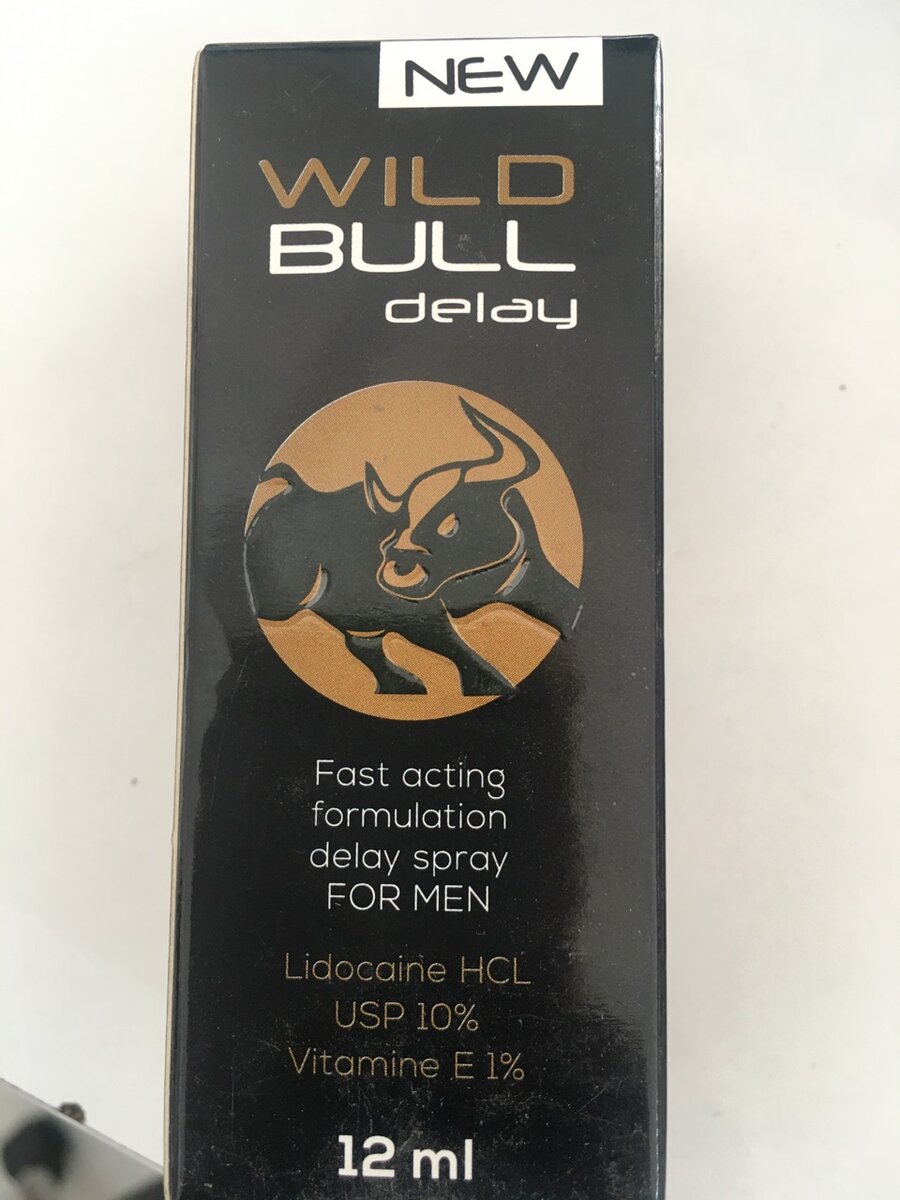 NEW
WILD
BULL
delay
Fast acting
formulation
delay spray
FOR MEN
Lidocaine HCL
USP 10%
Vitamine E 1%
12 ml